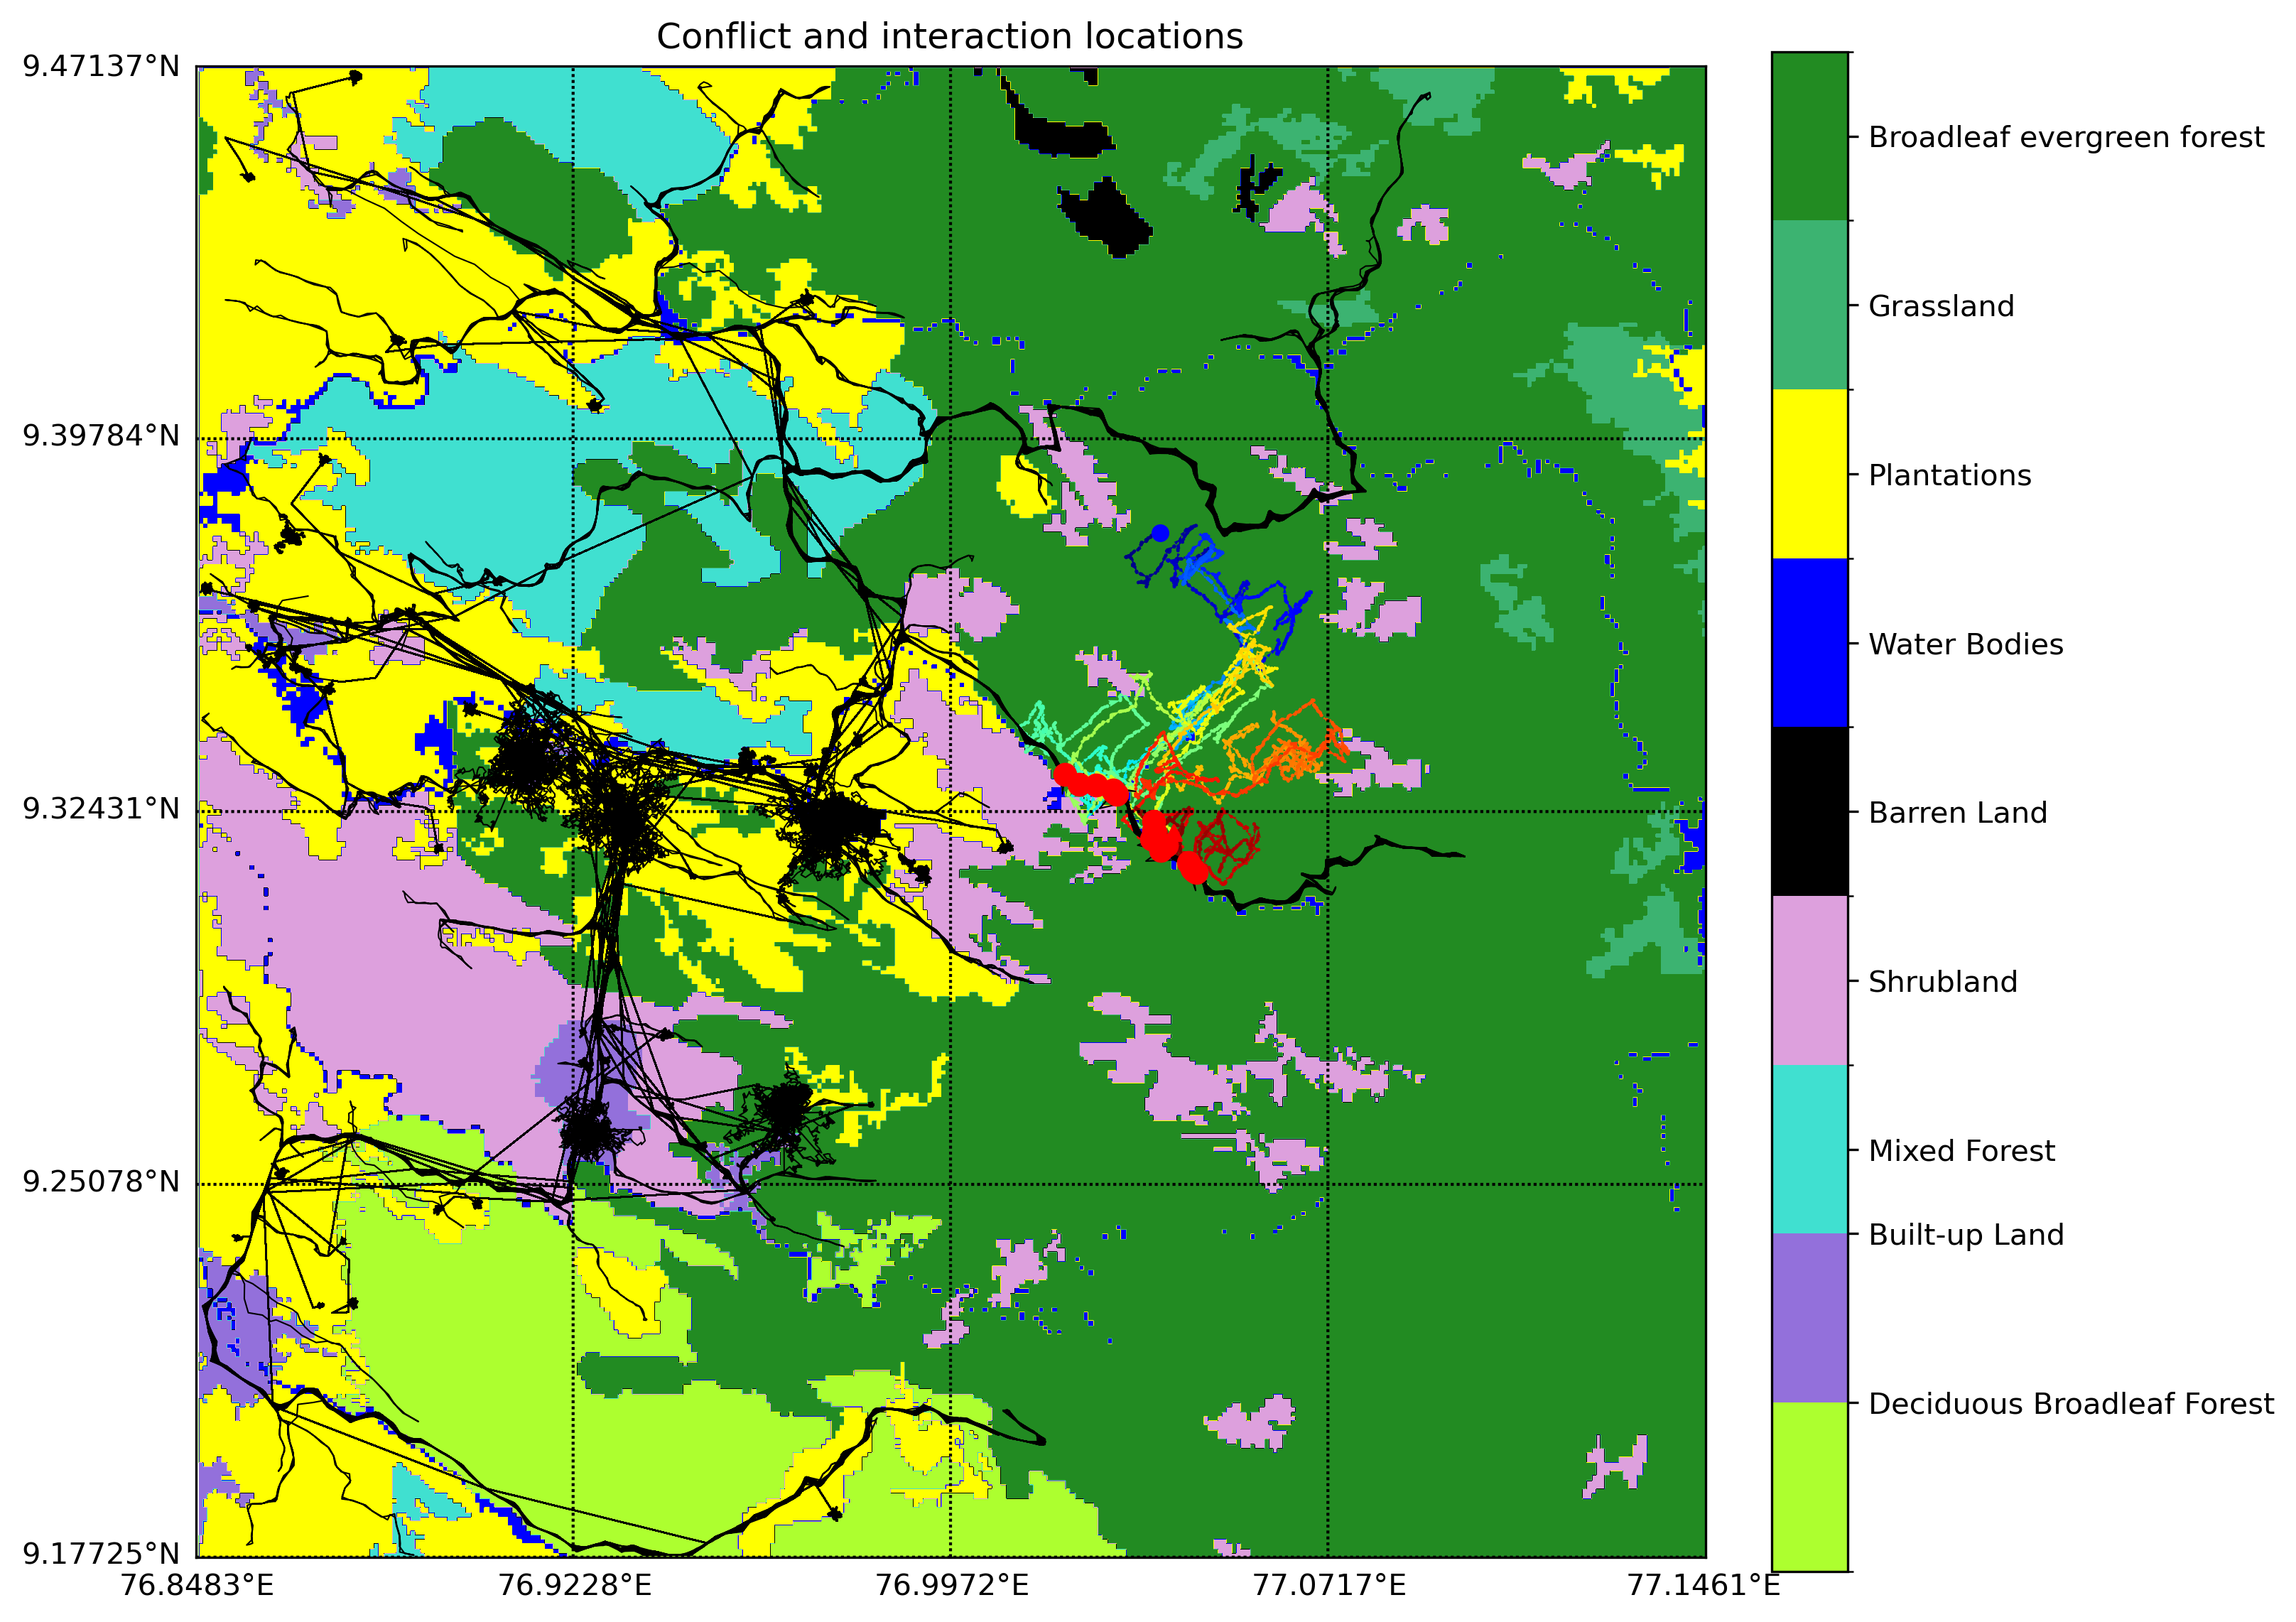 Conflict and interaction locations
9.47137°N
9.39784°N
9.32431°N
9.25078°N
9.17725°N
76.8483°E
76.9228°E
76.9972°E
77.0717°E
77.1461°E
Broadleaf evergreen forest
Grassland
Plantations
Water Bodies
Barren Land
Shrubland
Mixed Forest
Built-up Land
Deciduous Broadleaf Forest